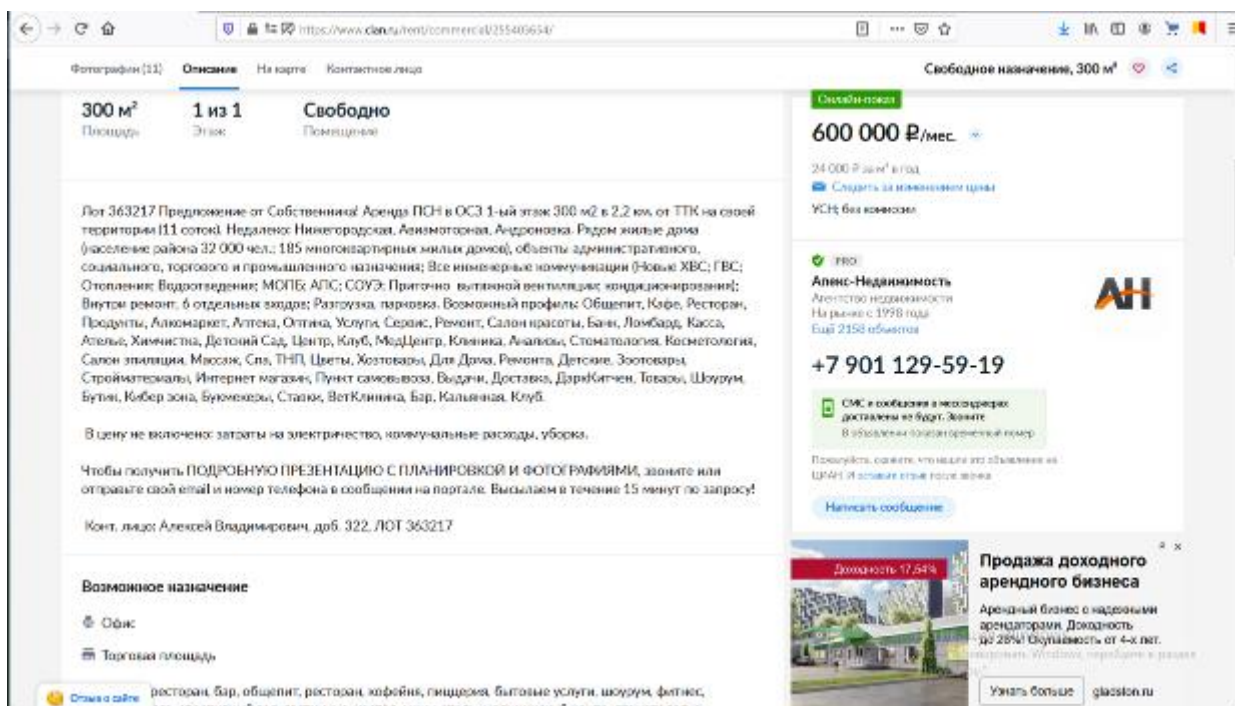 https://www.cian.ru/rent/commercial/255405654/
Фотографии (11) Описание На карте Контактное лицо
Свободное назначение, 300 м²
300 м² 1 из 1 Свободно
Площадь Этаж Помещение
Лот 363217 Предложение от Собственника! Аренда ПСН в ОСЗ 1-ый этаж 300 м2 в 2,2 км. от ТТК на своей
территории (11 соток). Недалеко: Нижегородская, Авиамоторная, Андроновка. Рядом жилые дома
(население района 32 000 чел.; 185 многоквартирных жилых домов), объекты административного,
социального, торгового и промышленного назначения; Все инженерные коммуникации (Новые ХВС; ГВС;
Отопления; Водоотведения; МОПБ; АПС; СОУЭ; Приточно вытяжной вентиляции; кондиционирования);
Внутри ремонт; 6 отдельных входов; Разгрузка, парковка. Возможный профиль: Общепит, Кафе, Ресторан,
Продукты, Алкомаркет, Аптека, Оптика, Услуги, Сервис, Ремонт, Салон красоты, Бани, Ломбард, Касса,
Ателье, Химчистка, Детский Сад, Центр, Клуб, МедЦентр, Клиника, Анализы, Стоматология, Косметология,
Салон эпиляции, Массаж, Спа, ТНП, Цветы, Хозтовары, Для Дома, Ремонта, Детские, Зоотовары,
Стройматериалы, Интернет магазин, Пункт самовывоза, Выдачи, Доставка, ДаркКитчен, Товары, Шоурум,
Бутик, Кибер зона, Букмекеры, Ставки, ВетКлиника, Бар, Кальянная, Клуб.
В цену не включено: затраты на электричество, коммунальные расходы, уборка.
Чтобы получить ПОДРОБНУЮ ПРЕЗЕНТАЦИЮ С ПЛАНИРОВКОЙ И ФОТОГРАФИЯМИ, звоните или
отправьте свой email и номер телефона в сообщении на портале. Высылаем в течение 15 минут по запросу!
Конт. лицо: Алексей Владимирович, доб. 322, ЛОТ 363217
Возможное назначение
Офис
Торговая площадь
ресторан, бар, общепит, ресторан, кофейня, пиццерия, бытовые услуги, шоурум, фитнес,
Отзыв о сайте
Онлайн-показ
600 000 ₽/мес.
24 000 ₽ за м² в год
Следить за изменением цены
УСН, без комиссии
PRO
Апекс-Недвижимость
Агентство недвижимости
На рынке с 1998 года
Ещё 2158 объектов
АН
+7 901 129-59-19
СМС и сообщения в мессенджерах
доставлены не будут. Звоните
В объявлении показан временный номер
Пожалуйста, скажите, что нашли это объявление на
ЦИАН. И оставьте отзыв после звонка
Написать сообщение
Доходность 17,54%
Продажа доходного
арендного бизнеса
Арендный бизнес с надежными
арендаторами. Доходность
до 28%! Окупаемость от 4-х лет.
Windows, перейдите в раздел
Узнать больше glacsion.ru